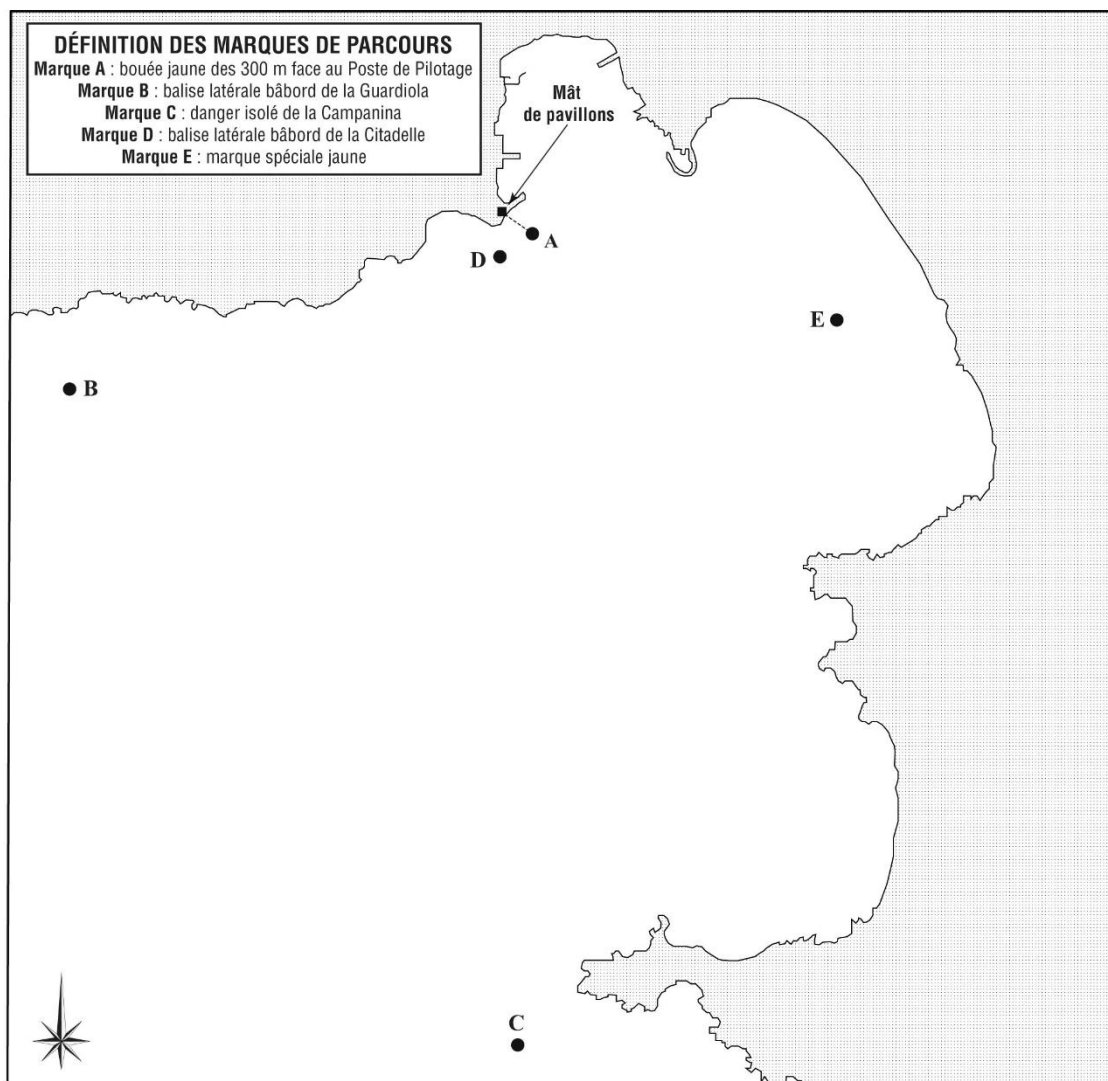 DÉFINITION DES MARQUES DE PARCOURS
Marque A : bouée jaune des 300 m face au Poste de Pilotage
Marque B : balise latérale bâbord de la Guardiola
Marque C : danger isolé de la Campanina
Marque D : balise latérale bâbord de la Citadelle
Marque E : marque spéciale jaune
Mât
de pavillons
A
D
E
B
C